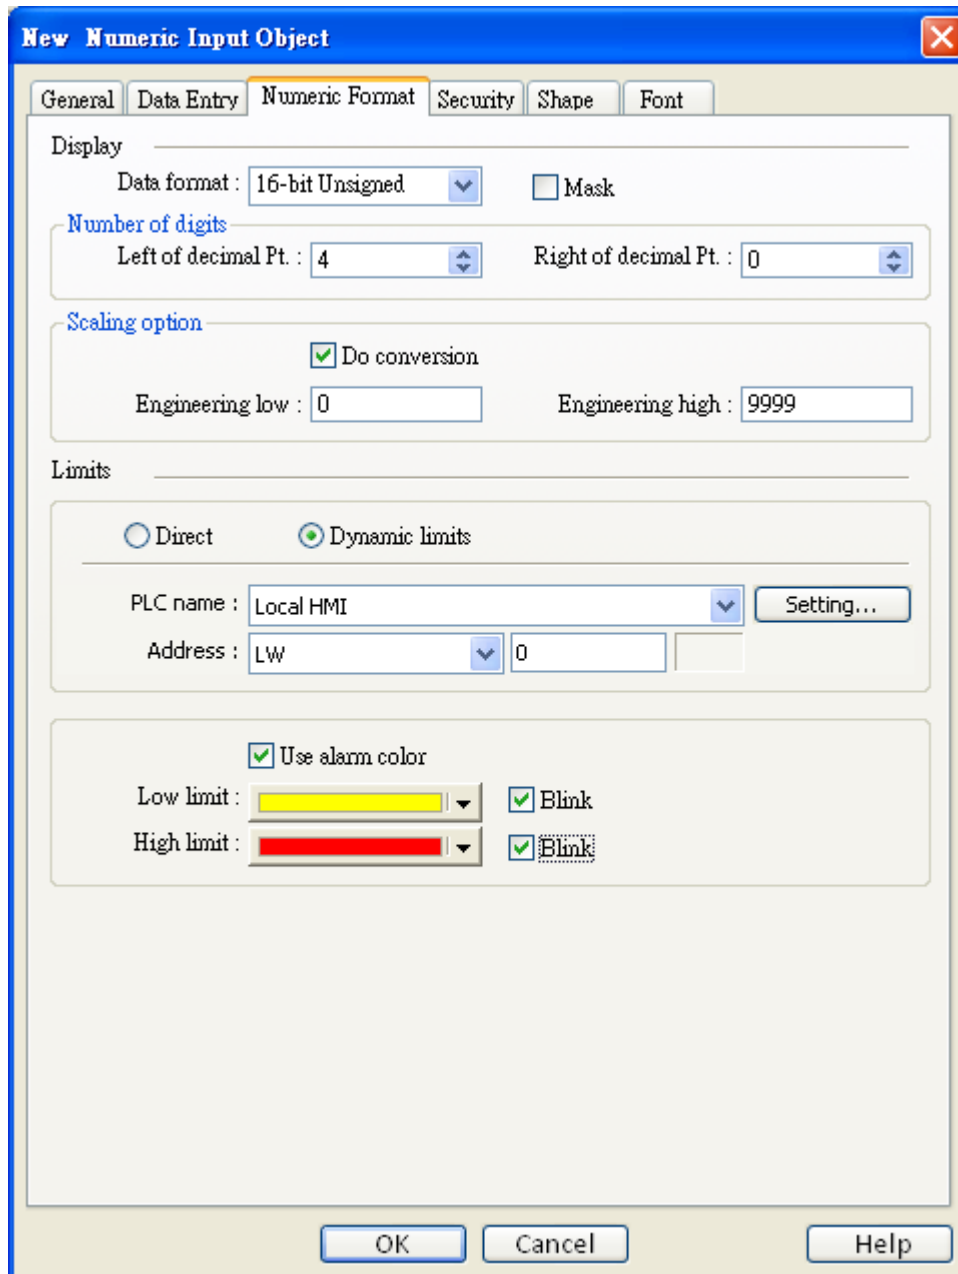 New Numeric Input Object
General Data Entry Numeric Format Security Shape Font
Display
Data format : 16-bit Unsigned Mask
Number of digits
Left of decimal Pt. : 4 Right of decimal Pt. : 0
Scaling option
Do conversion
Engineering low : 0 Engineering high : 9999
Limits
Direct Dynamic limits
PLC name : Local HMI Setting...
Address : LW 0
Use alarm color
Low limit : Blink
High limit : Blink
OK Cancel Help